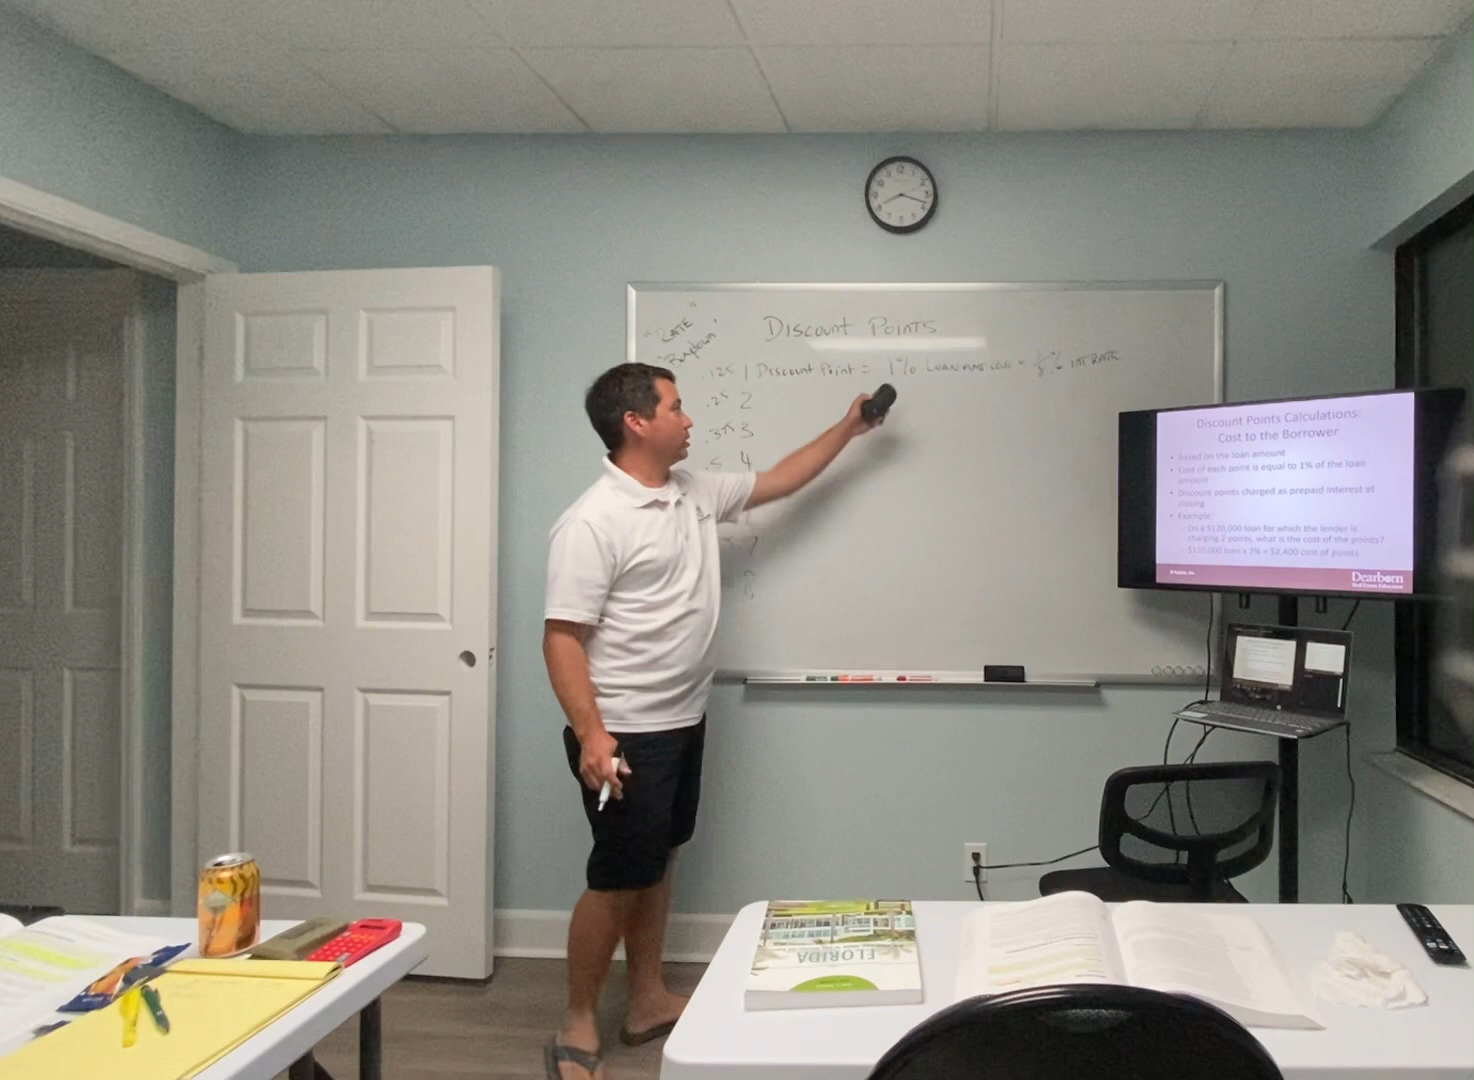 "RATE"
"Buydown"
DISCOUNT POINTS
.125 1 DISCOUNT POINT = 1% LOAN AMT COST = 1/8% INT RATE
.25 2
.375 3
.5 4
7
8
Discount Points Calculations:
Cost to the Borrower
• Based on the loan amount
• Cost of each point is equal to 1% of the loan
amount
• Discount points charged as prepaid interest at
closing
• Example:
– On a $120,000 loan for which the lender is
charging 2 points, what is the cost of the points?
– $120,000 loan x 2% = $2,400 cost of points
Dearborn
Real Estate Education
FLORIDA